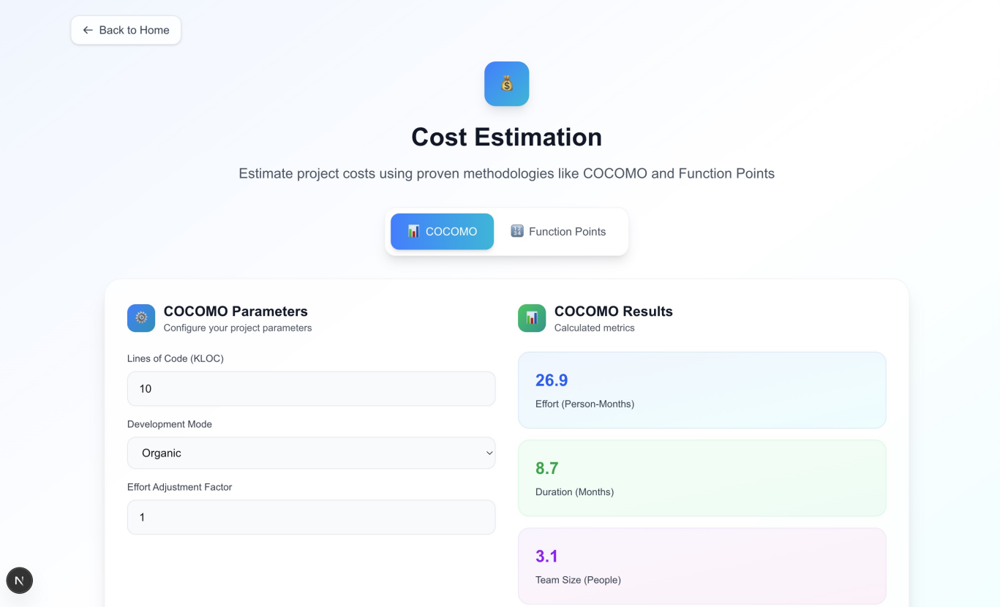 Back to Home
Cost Estimation
Estimate project costs using proven methodologies like COCOMO and Function Points
COCOMO
Function Points
COCOMO Parameters
Configure your project parameters
Lines of Code (KLOC)
10
Development Mode
Organic
Effort Adjustment Factor
1
COCOMO Results
Calculated metrics
26.9
Effort (Person-Months)
8.7
Duration (Months)
3.1
Team Size (People)
N